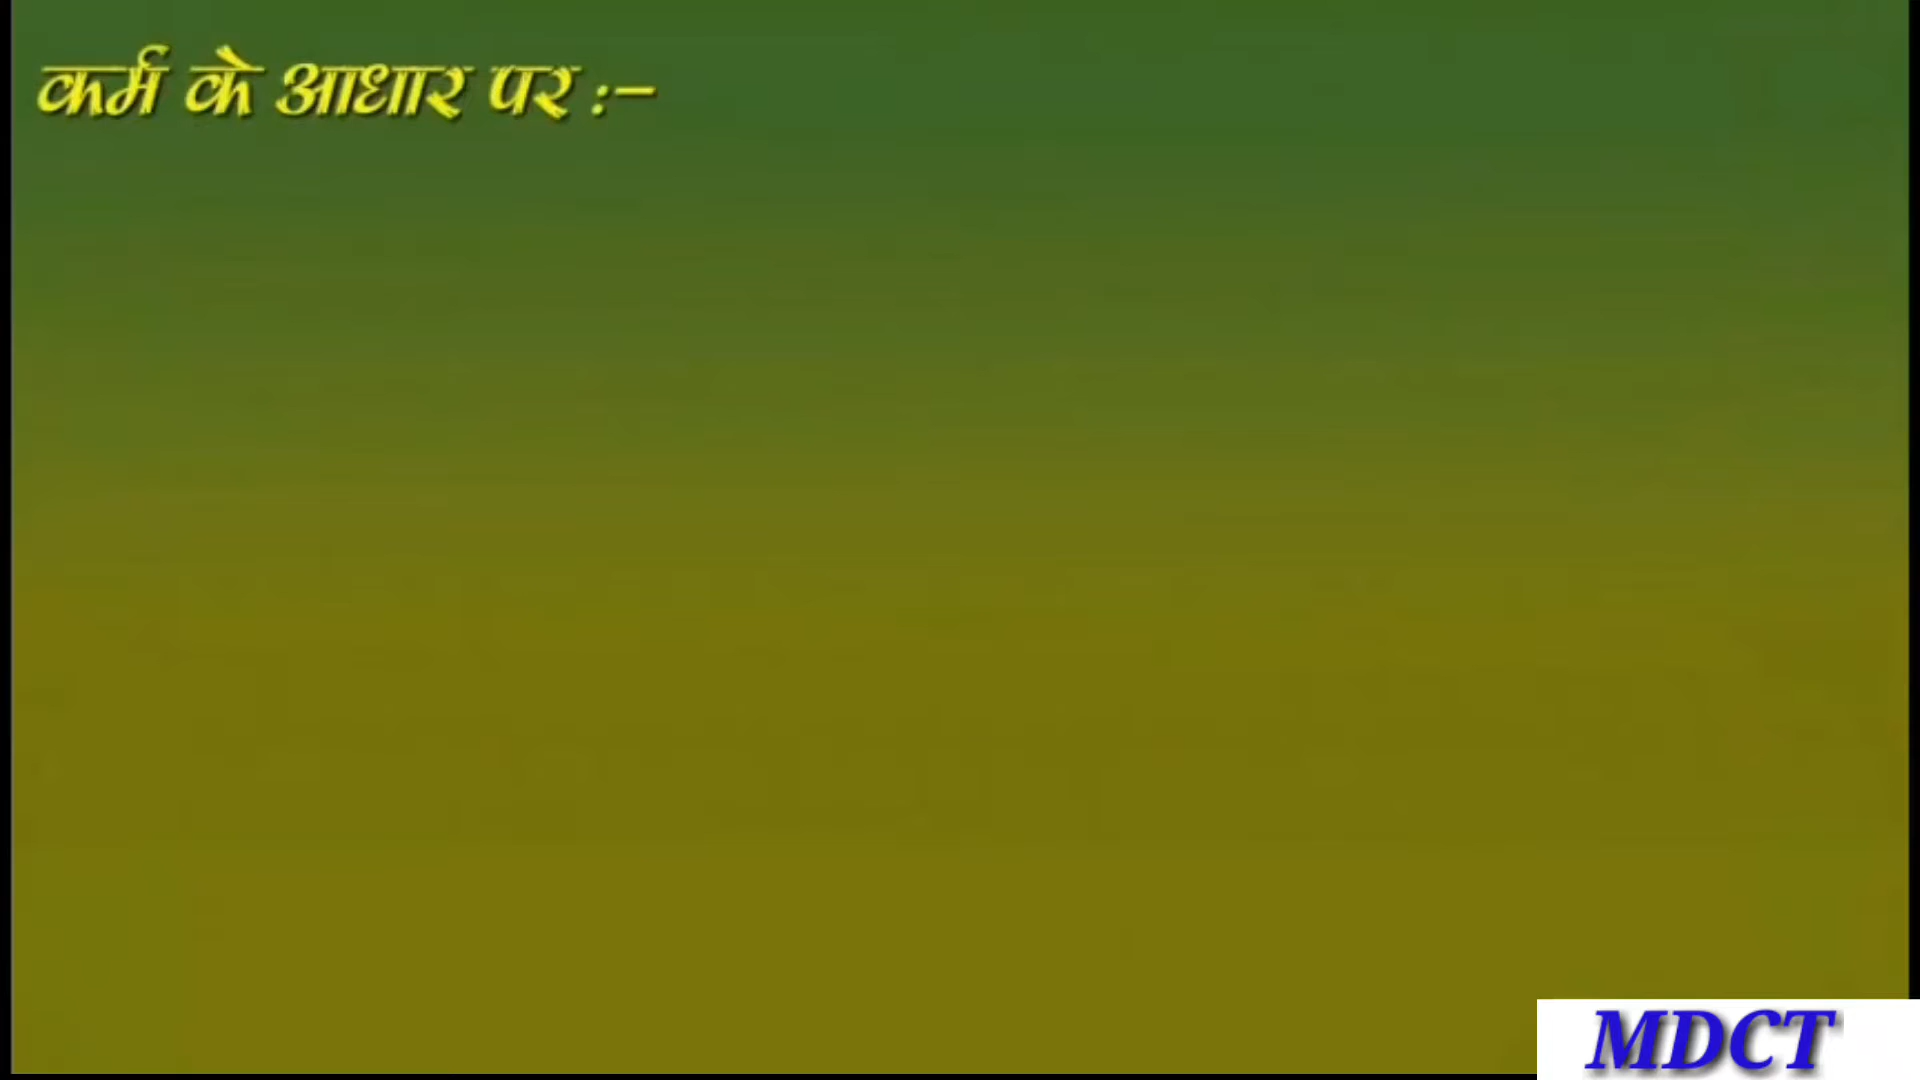 कर्म के आधार पर :-
MDCT